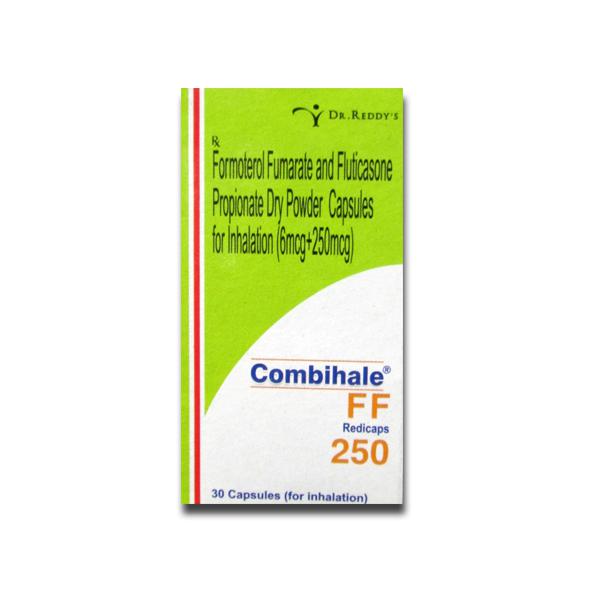 DR.REDDY'S
Rx
Formoterol Fumarate and Fluticasone
Propionate Dry Powder Capsules
for Inhalation (6mcg+250mcg)
Combihale®
FF
Redicaps
250
30 Capsules (for inhalation)